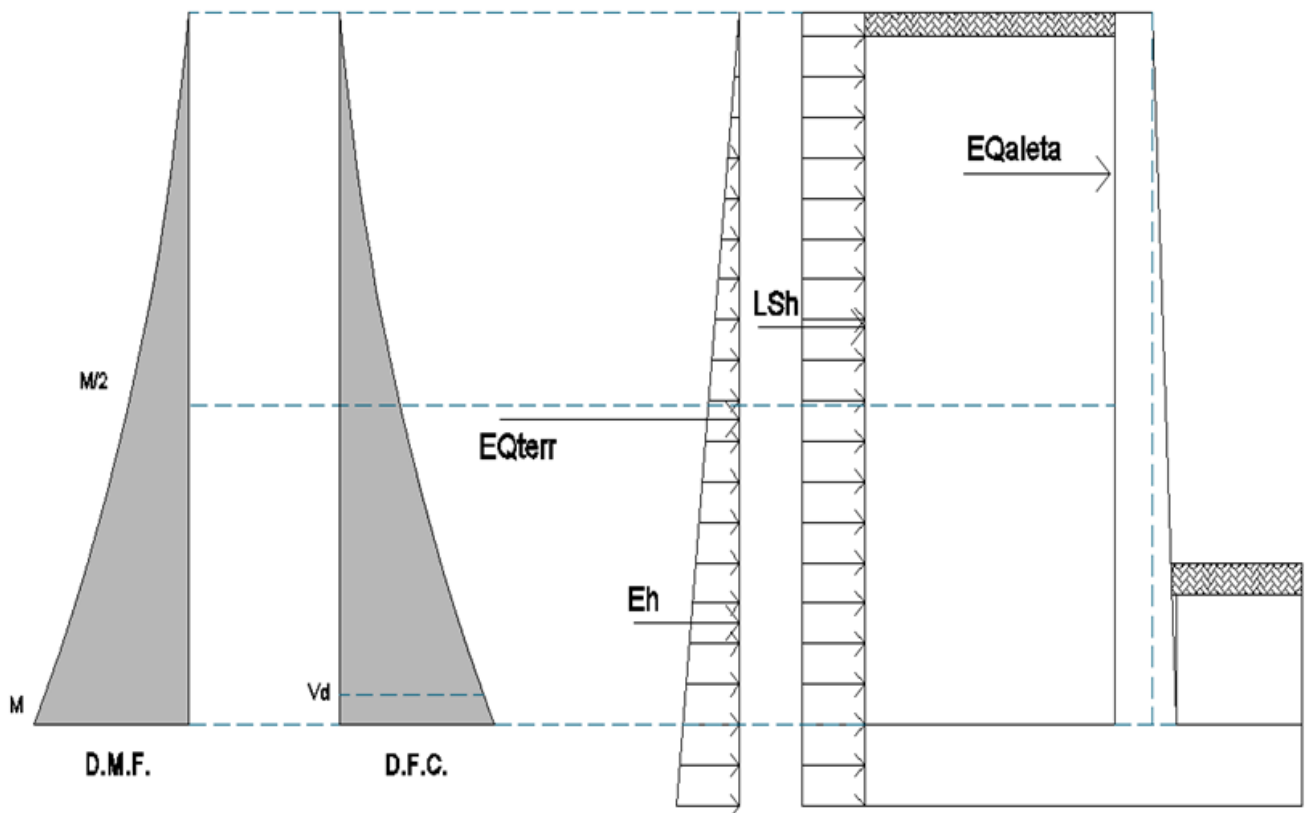 EQaleta
LSh
M/2
EQterr
Eh
Vd
M
D.M.F.
D.F.C.